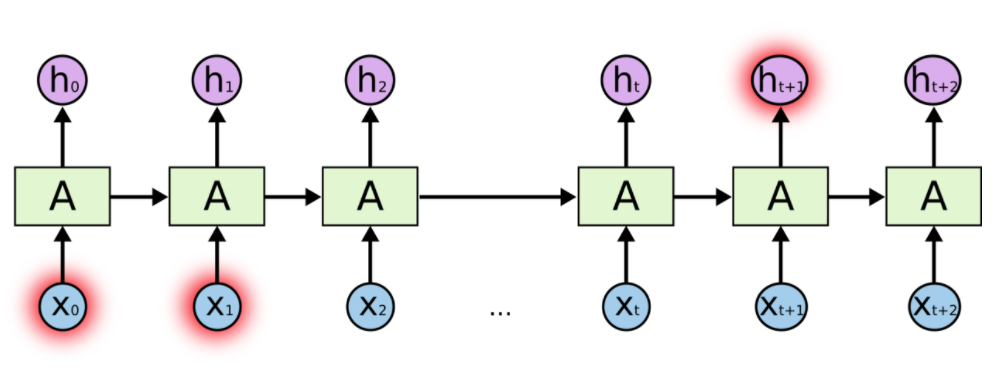 h₀ h₁ h₂ hₜ hₜ₊₁ hₜ₊₂
A A A A A A
x₀ x₁ x₂ ... xₜ xₜ₊₁ xₜ₊₂